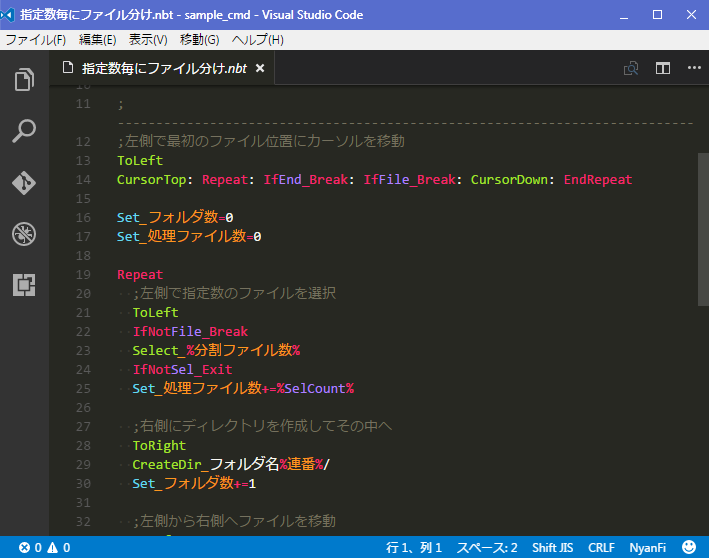 指定数毎にファイル分け.nbt - sample_cmd - Visual Studio Code
ファイル(F) 編集(E) 表示(V) 移動(G) ヘルプ(H)
指定数毎にファイル分け.nbt ×
10
11 ;
---------------------------------------------------------------------------
12 ;左側で最初のファイル位置にカーソルを移動
13 ToLeft
14 CursorTop: Repeat: IfEnd_Break: IfFile_Break: CursorDown: EndRepeat
15
16 Set_フォルダ数=0
17 Set_処理ファイル数=0
18
19 Repeat
20 ;左側で指定数のファイルを選択
21 ToLeft
22 IfNotFile_Break
23 Select_%分割ファイル数%
24 IfNotSel_Exit
25 Set_処理ファイル数+=%SelCount%
26
27 ;右側にディレクトリを作成してその中へ
28 ToRight
29 CreateDir_フォルダ名%連番%/
30 Set_フォルダ数+=1
31
32 ;左側から右側へファイルを移動
0 0 行 1、列 1 スペース: 2 Shift JIS CRLF NyanFi